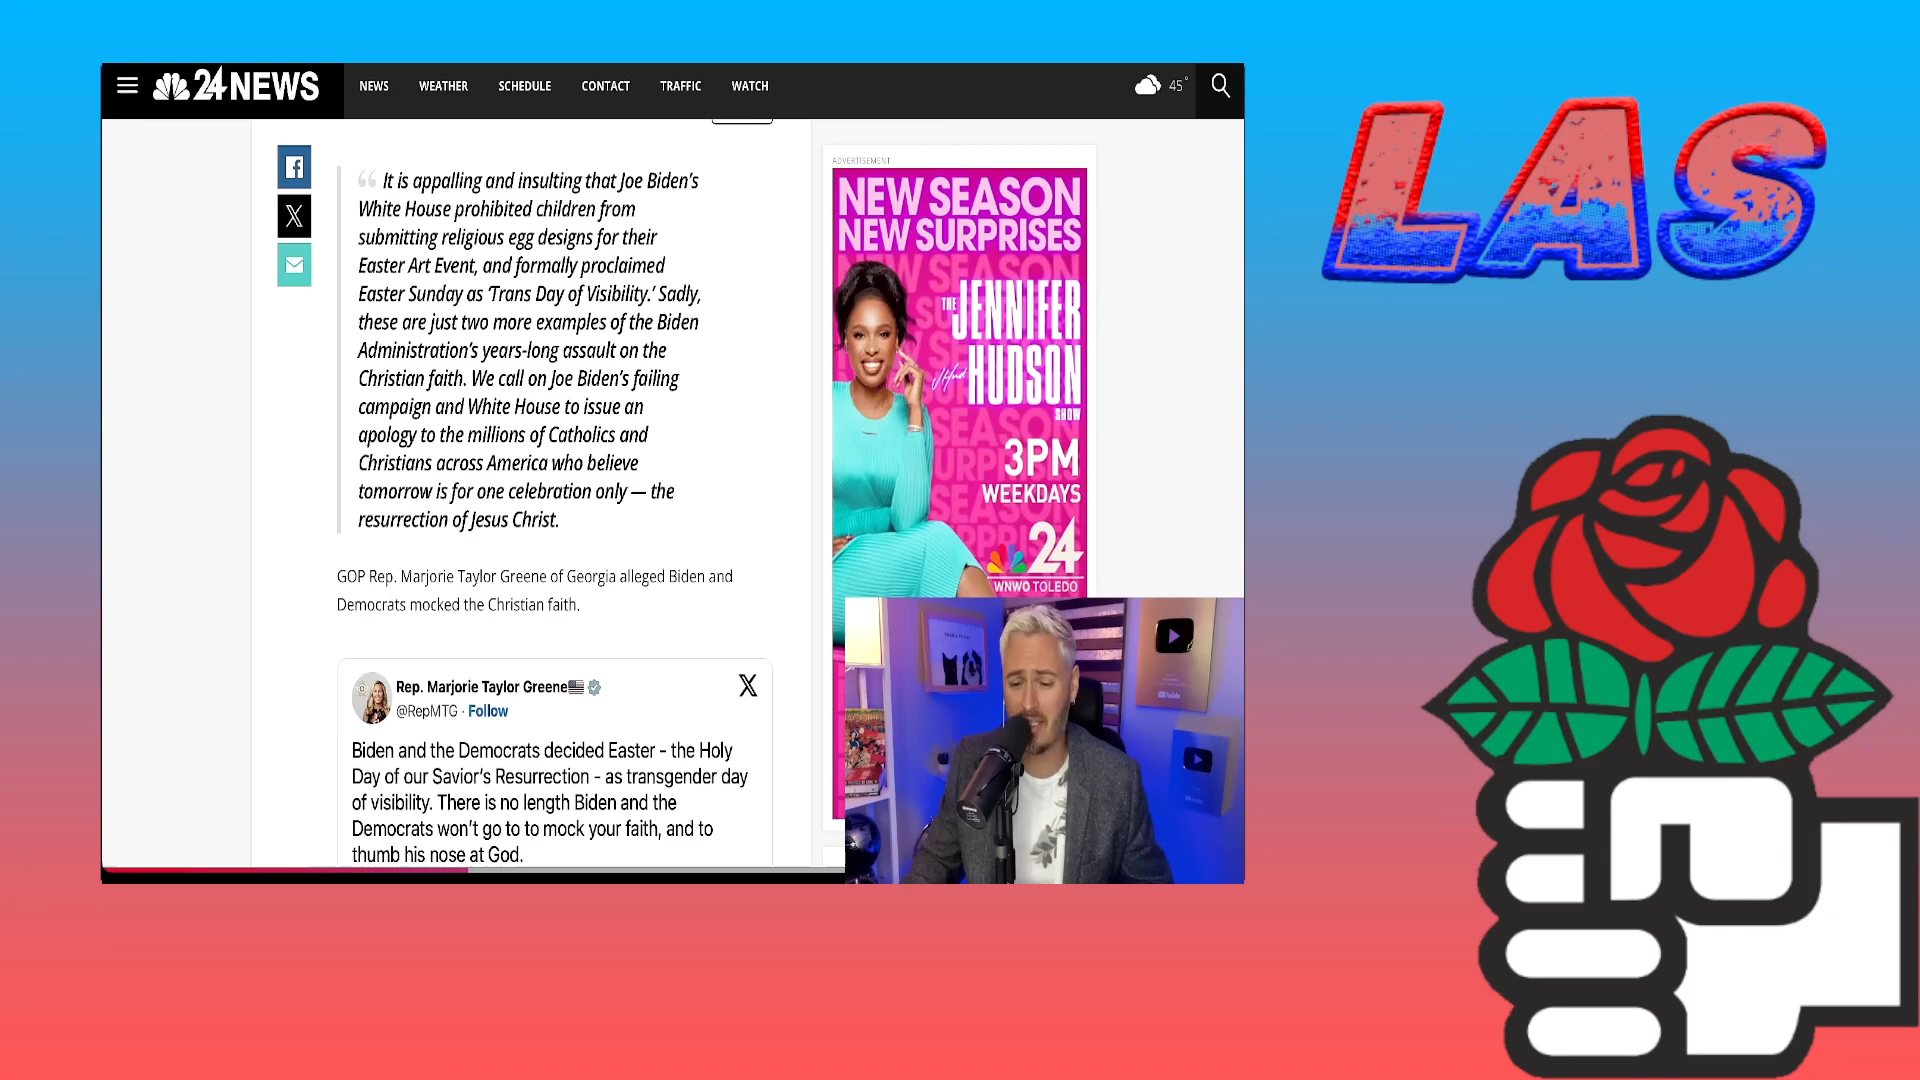 24 NEWS
NEWS
WEATHER
SCHEDULE
CONTACT
TRAFFIC
WATCH
45°
LAS
“ It is appalling and insulting that Joe Biden’s
White House prohibited children from
submitting religious egg designs for their
Easter Art Event, and formally proclaimed
Easter Sunday as ‘Trans Day of Visibility.’ Sadly,
these are just two more examples of the Biden
Administration’s years-long assault on the
Christian faith. We call on Joe Biden’s failing
campaign and White House to issue an
apology to the millions of Catholics and
Christians across America who believe
tomorrow is for one celebration only — the
resurrection of Jesus Christ.
GOP Rep. Marjorie Taylor Greene of Georgia alleged Biden and
Democrats mocked the Christian faith.
Rep. Marjorie Taylor Greene
@RepMTG · Follow
Biden and the Democrats decided Easter - the Holy
Day of our Savior’s Resurrection - as transgender day
of visibility. There is no length Biden and the
Democrats won’t go to to mock your faith, and to
thumb his nose at God.
ADVERTISEMENT
NEW SEASON
NEW SURPRISES
THE
JENNIFER
JHud
HUDSON
SHOW
3PM
WEEKDAYS
24
WNWO TOLEDO